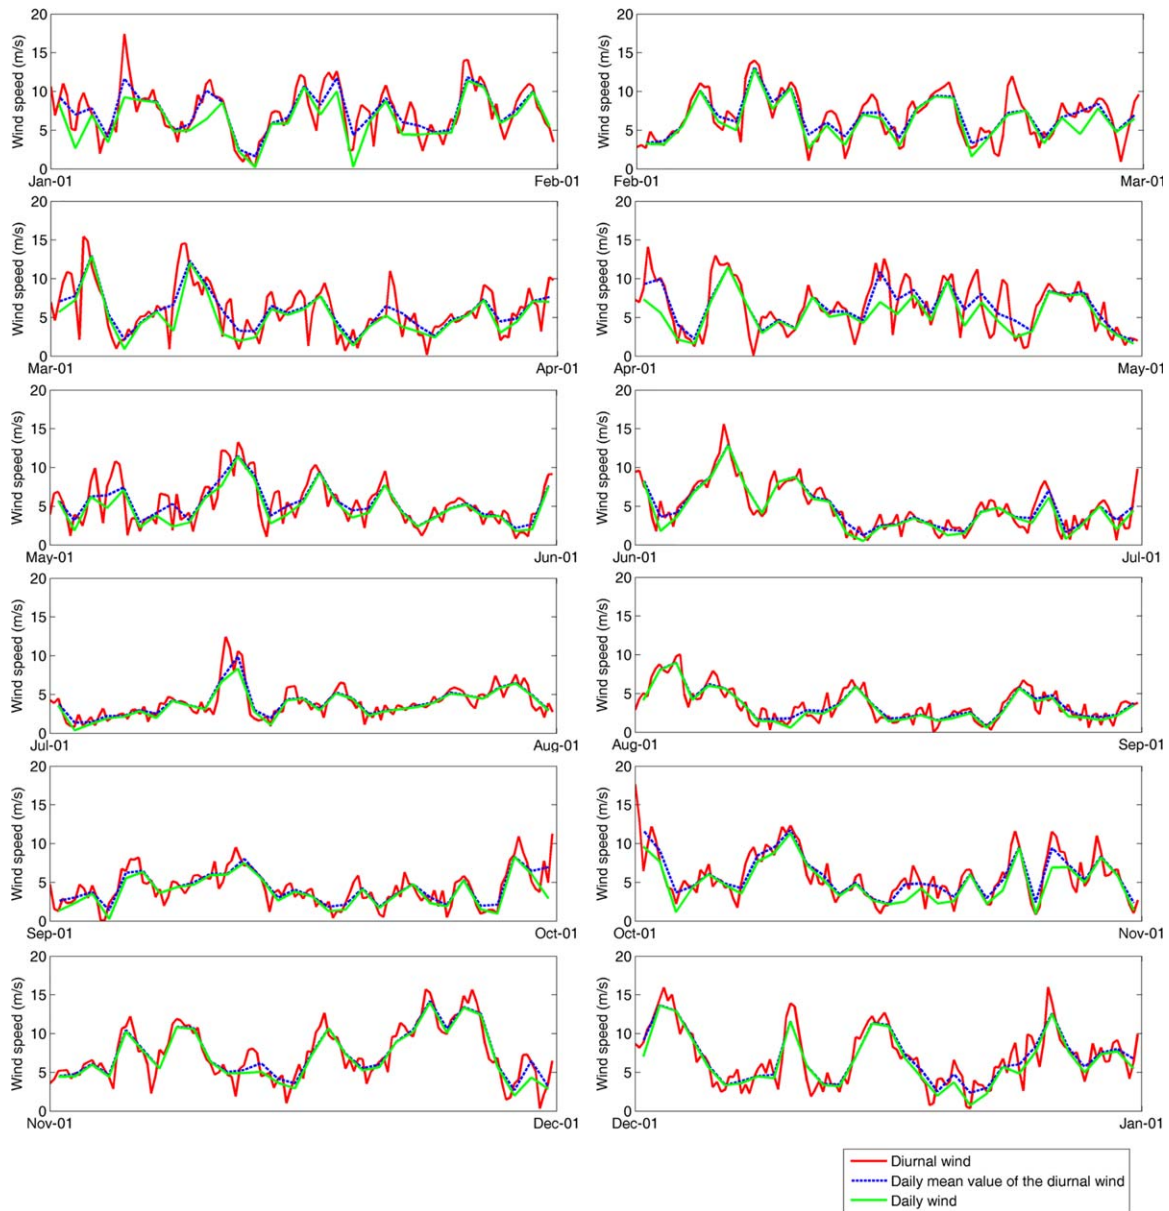 20 20
15 15
10 10
5 5
0 0
Wind speed (m/s) Wind speed (m/s)
Jan-01 Feb-01 Feb-01 Mar-01
20 20
15 15
10 10
5 5
0 0
Wind speed (m/s) Wind speed (m/s)
Mar-01 Apr-01 Apr-01 May-01
20 20
15 15
10 10
5 5
0 0
Wind speed (m/s) Wind speed (m/s)
May-01 Jun-01 Jun-01 Jul-01
20 20
15 15
10 10
5 5
0 0
Wind speed (m/s) Wind speed (m/s)
Jul-01 Aug-01 Aug-01 Sep-01
20 20
15 15
10 10
5 5
0 0
Wind speed (m/s) Wind speed (m/s)
Sep-01 Oct-01 Oct-01 Nov-01
20 20
15 15
10 10
5 5
0 0
Wind speed (m/s) Wind speed (m/s)
Nov-01 Dec-01 Dec-01 Jan-01
Diurnal wind
Daily mean value of the diurnal wind
Daily wind